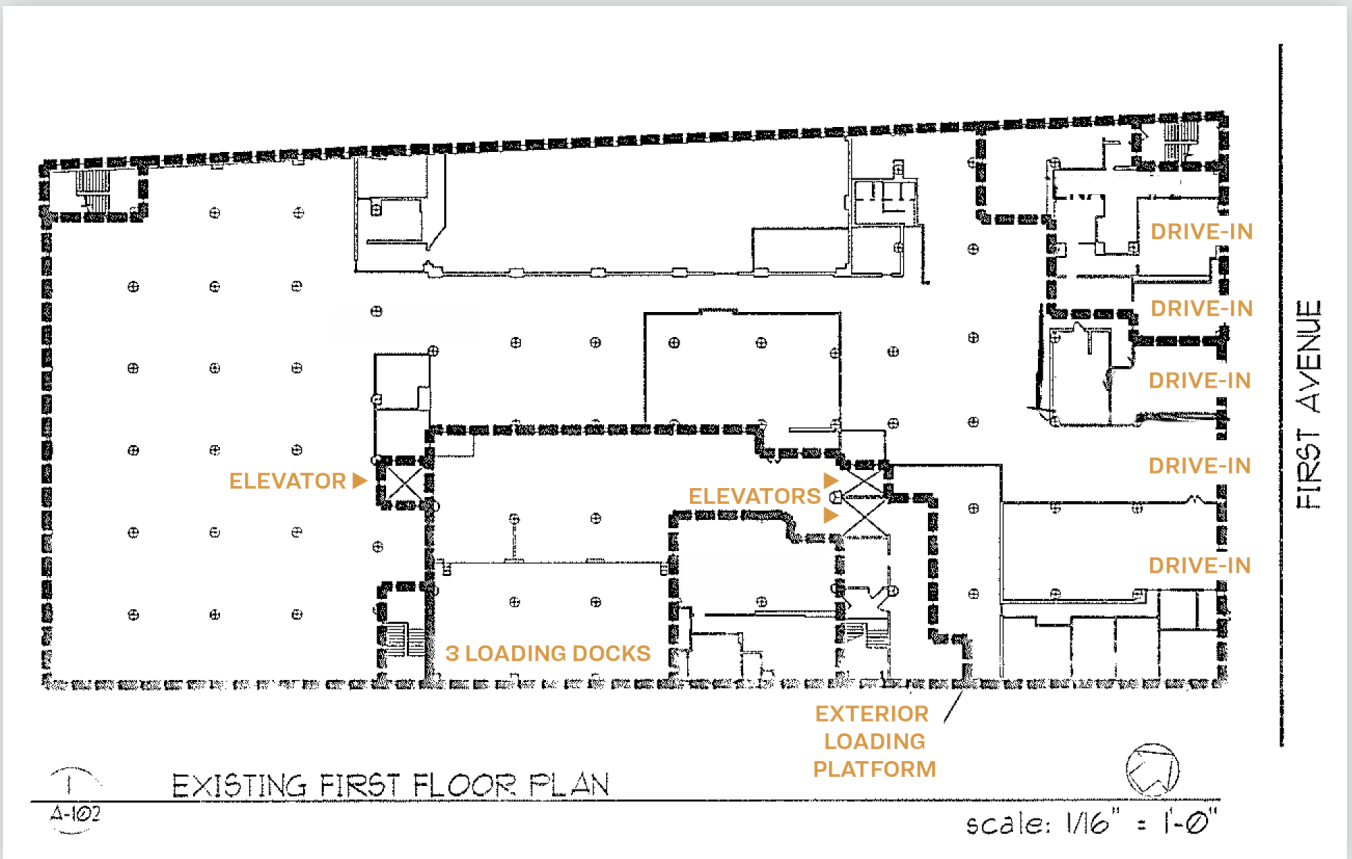 DRIVE-IN
DRIVE-IN
DRIVE-IN
DRIVE-IN
DRIVE-IN
FIRST AVENUE
ELEVATOR
ELEVATORS
3 LOADING DOCKS
EXTERIOR
LOADING
PLATFORM
1
A-102
EXISTING FIRST FLOOR PLAN
scale: 1/16" = 1'-0"